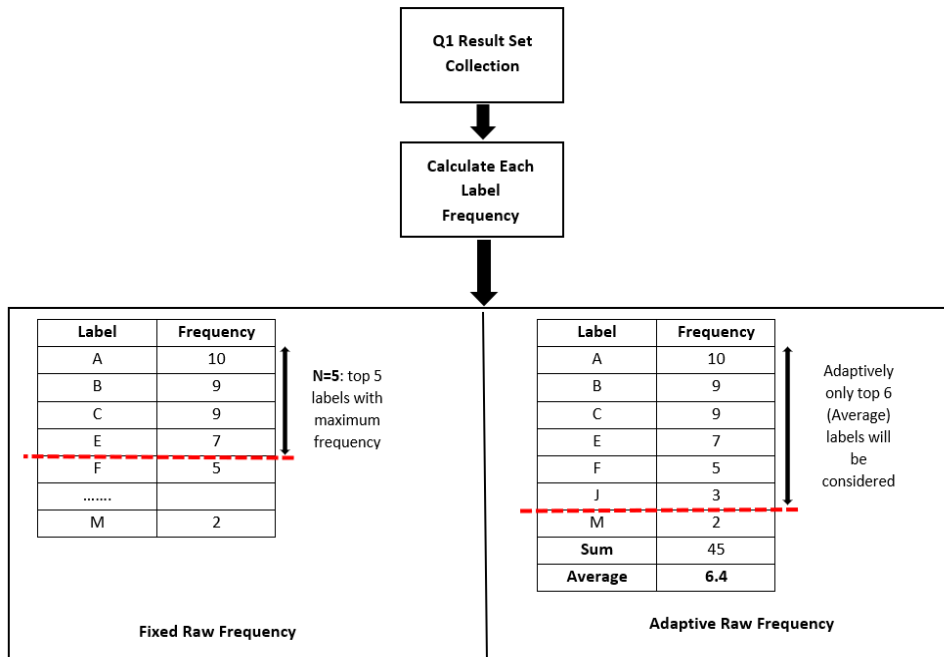 Q1 Result Set
Collection
Calculate Each
Label
Frequency
Label Frequency
A 10
B 9
C 9
E 7
F 5
.......
M 2
N=5: top 5
labels with
maximum
frequency
Fixed Raw Frequency
Label Frequency
A 10
B 9
C 9
E 7
F 5
J 3
M 2
Sum 45
Average 6.4
Adaptively
only top 6
(Average)
labels will
be
considered
Adaptive Raw Frequency